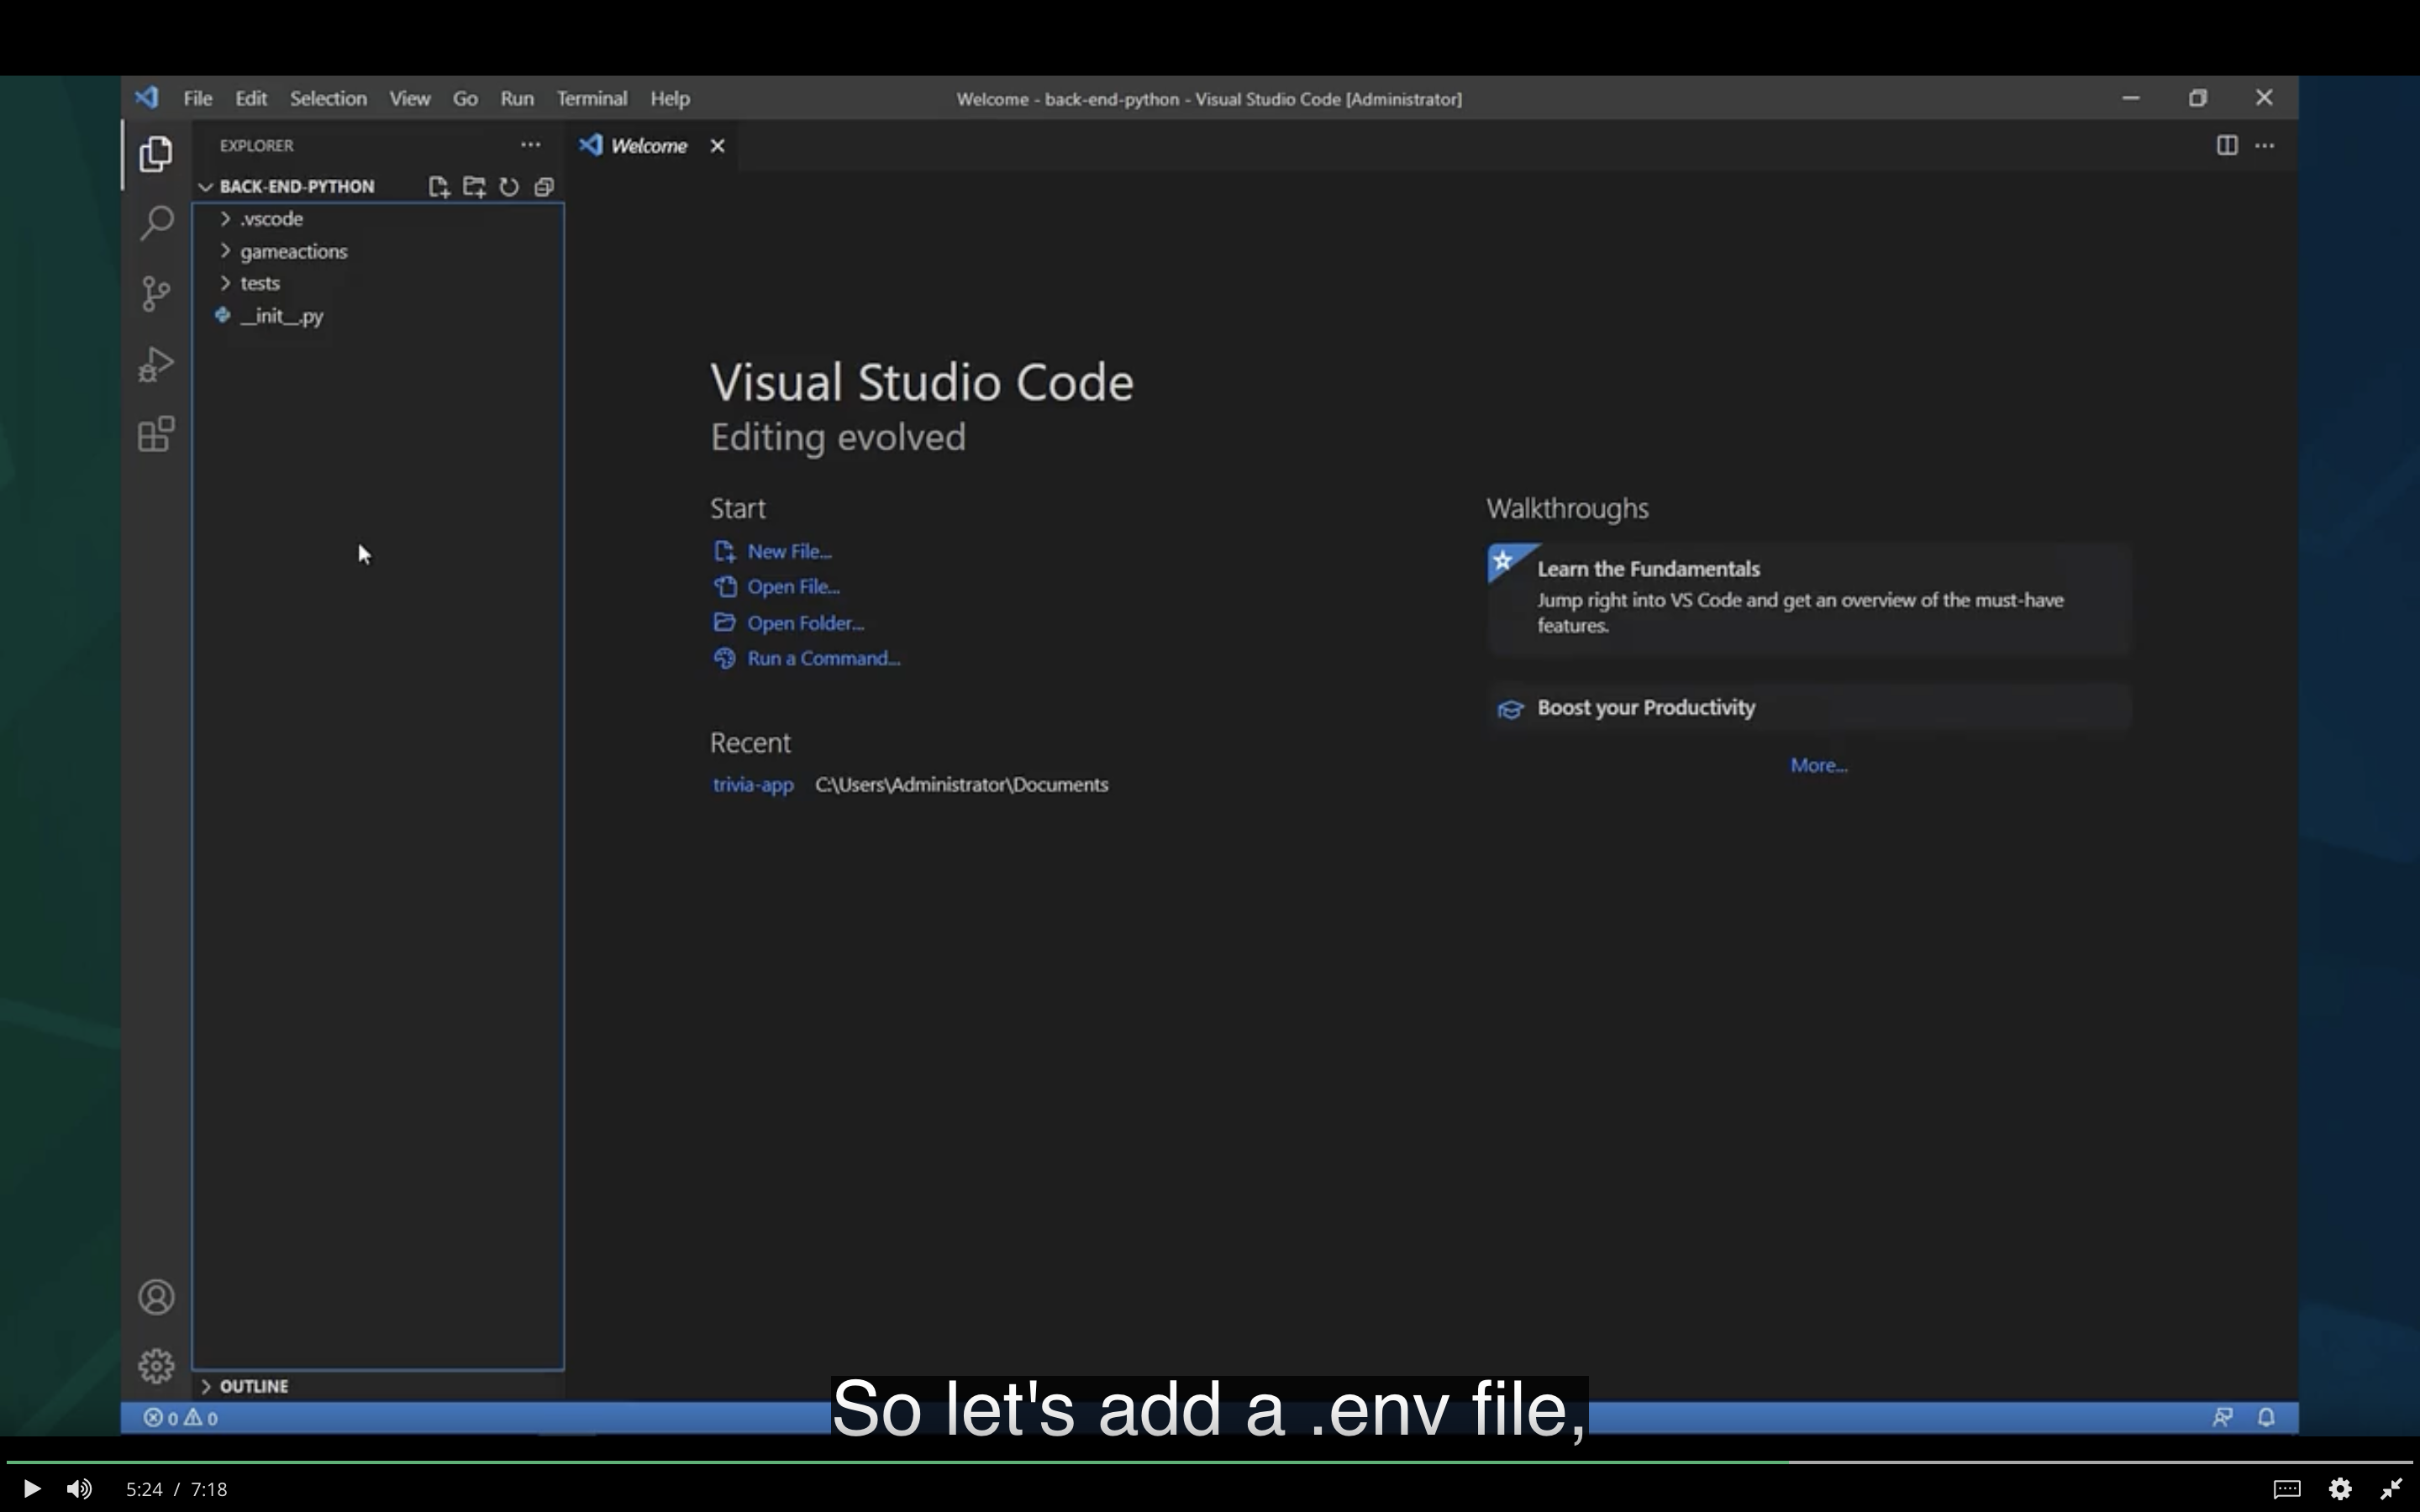 File Edit Selection View Go Run Terminal Help
Welcome - back-end-python - Visual Studio Code [Administrator]
EXPLORER
Welcome
BACK-END-PYTHON
.vscode
gameactions
tests
__init__.py
Visual Studio Code
Editing evolved
Start
New File...
Open File...
Open Folder...
Run a Command...
Recent
trivia-app C:\Users\Administrator\Documents
Walkthroughs
Learn the Fundamentals
Jump right into VS Code and get an overview of the must-have
features.
Boost your Productivity
More...
OUTLINE
0 0
So let's add a .env file,
5:24 / 7:18